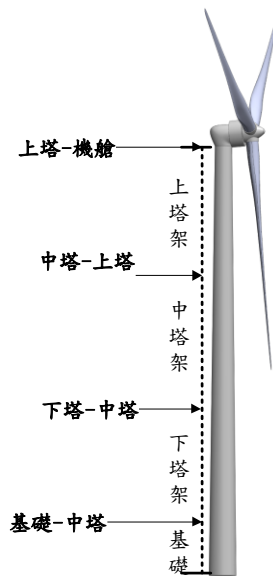 上塔-機艙
上塔架
中塔-上塔
中塔架
下塔-中塔
下塔架
基礎-中塔
基礎